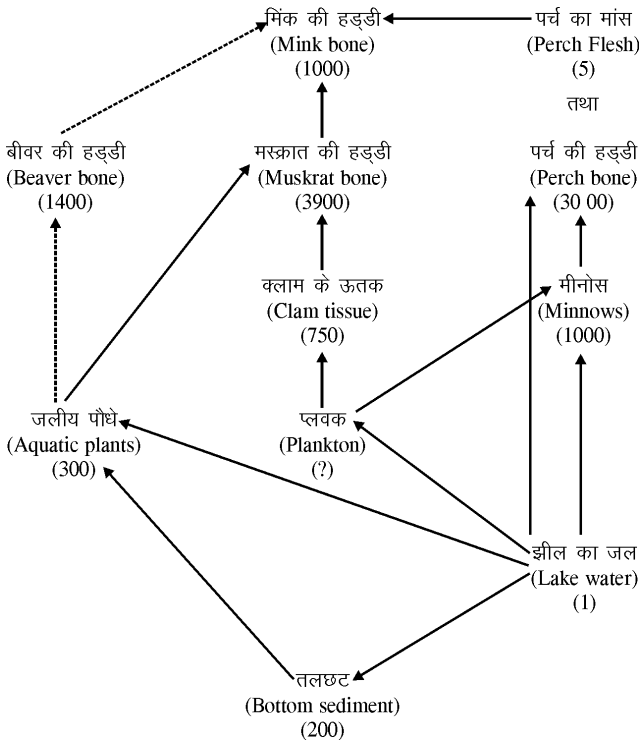 मिंक की हड्डी
(Mink bone)
(1000)
पर्च का मांस
(Perch Flesh)
(5)
तथा
बीवर की हड्डी
(Beaver bone)
(1400)
मस्क्रात की हड्डी
(Muskrat bone)
(3900)
पर्च की हड्डी
(Perch bone)
(30 00)
क्लाम के ऊतक
(Clam tissue)
(750)
मीनोस
(Minnows)
(1000)
जलीय पौधे
(Aquatic plants)
(300)
प्लवक
(Plankton)
(?)
झील का जल
(Lake water)
(1)
तलछट
(Bottom sediment)
(200)